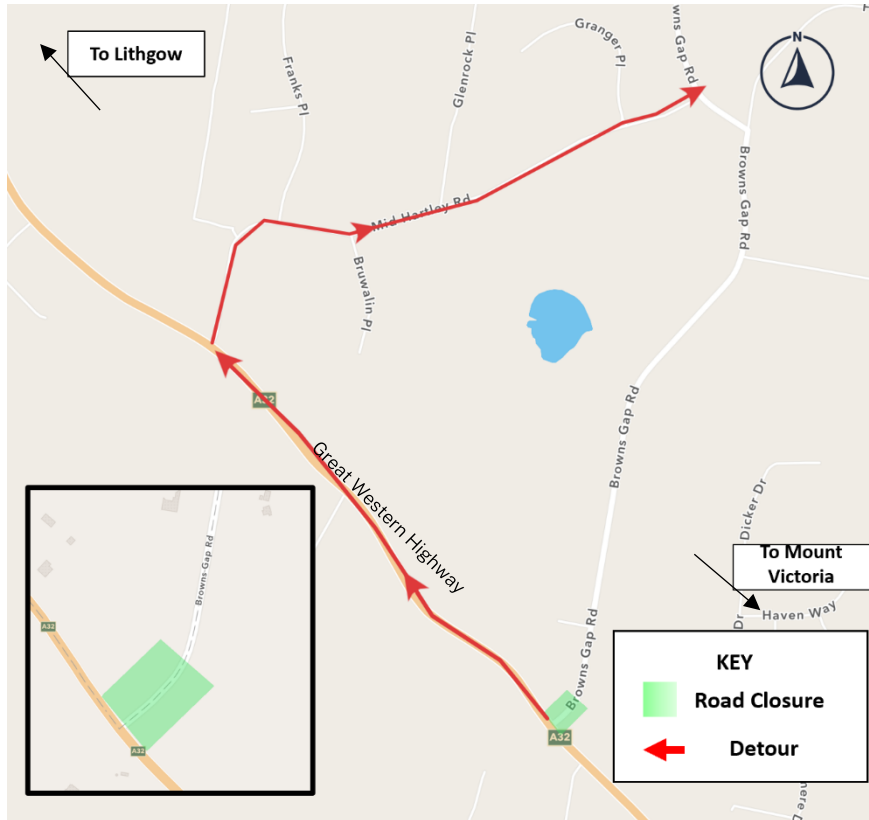 To Lithgow
Franks Pl
Glenrock Pl
Granger Pl
wns Gap Rd
N
Browns Gap Rd
Mid Hartley Rd
Bruwalin Pl
A32
Great Western Highway
Browns Gap Rd
Dicker Dr
To Mount
Victoria
Haven Way
Dr
Browns Gap Rd
A32
Browns Gap Rd
A32
A32
KEY
Road Closure
Detour
ere D